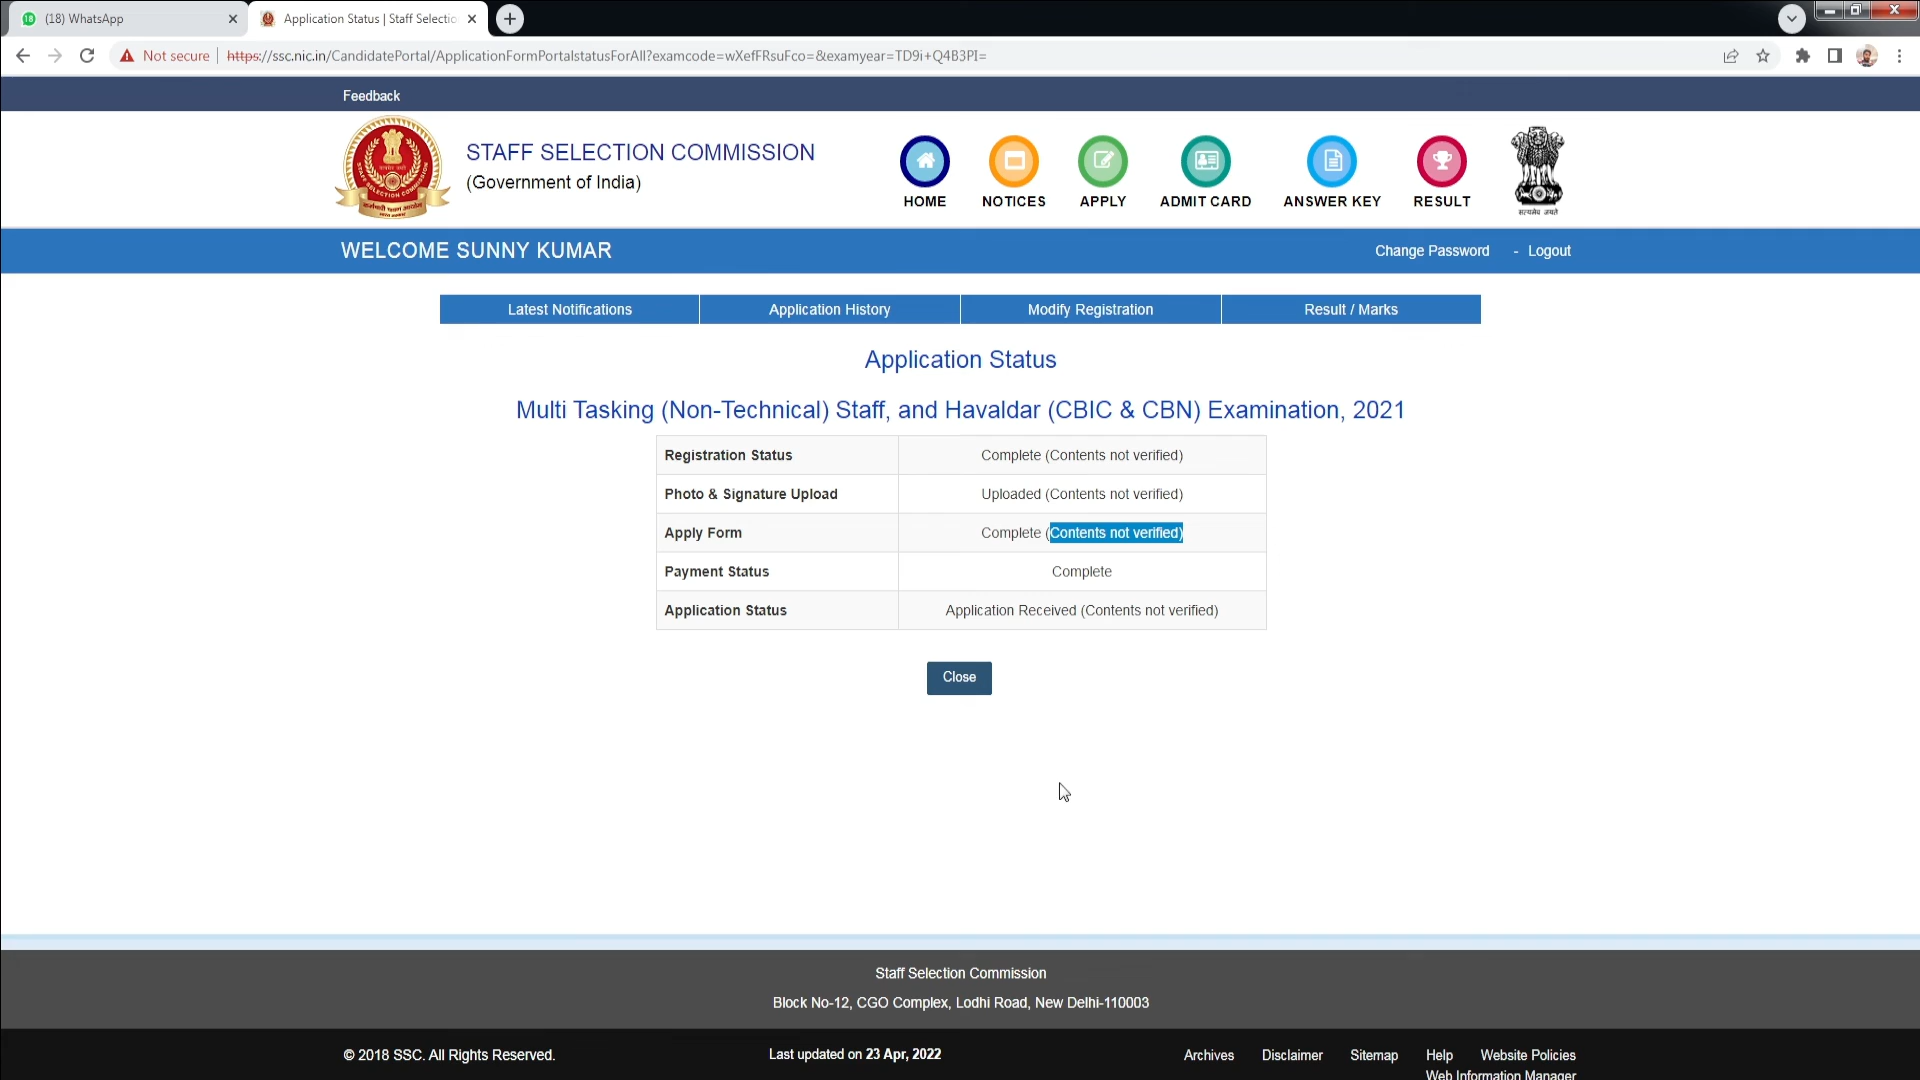 (18) WhatsApp
Application Status | Staff Selectio
Not secure
https://ssc.nic.in/CandidatePortal/ApplicationFormPortalstatusForAll?examcode=wXefFRsuFco=&examyear=TD9i+Q4B3PI=
Feedback
STAFF SELECTION COMMISSION
(Government of India)
HOME
NOTICES
APPLY
ADMIT CARD
ANSWER KEY
RESULT
सत्यमेव जयते
WELCOME SUNNY KUMAR
Change Password - Logout
Latest Notifications
Application History
Modify Registration
Result / Marks
Application Status
Multi Tasking (Non-Technical) Staff, and Havaldar (CBIC & CBN) Examination, 2021
Registration Status Complete (Contents not verified)
Photo & Signature Upload Uploaded (Contents not verified)
Apply Form Complete (Contents not verified)
Payment Status Complete
Application Status Application Received (Contents not verified)
Close
Staff Selection Commission
Block No-12, CGO Complex, Lodhi Road, New Delhi-110003
© 2018 SSC. All Rights Reserved.
Last updated on 23 Apr, 2022
Archives Disclaimer Sitemap Help Website Policies
Web Information Manager